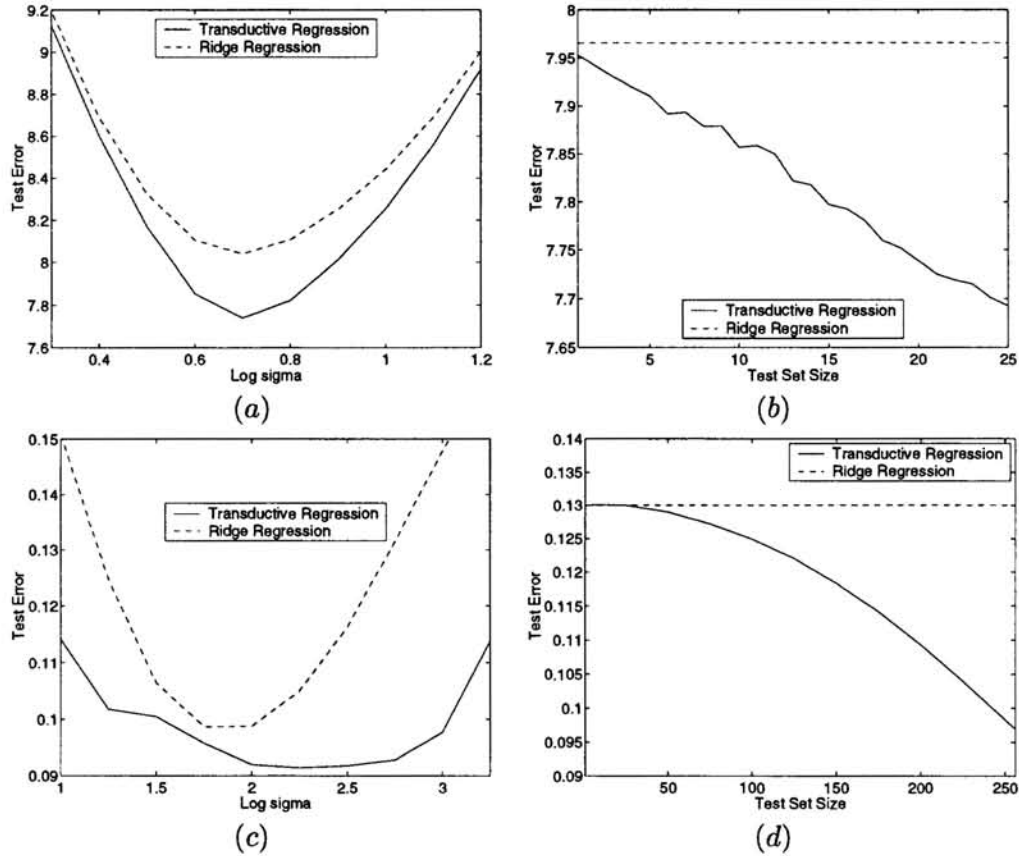 9.2
9
8.8
8.6
8.4
8.2
8
7.8
7.6
Test Error
Transductive Regression
Ridge Regression
0.4 0.6 0.8 1 1.2
Log sigma
(a)
8
7.95
7.9
7.85
7.8
7.75
7.7
7.65
Test Error
Transductive Regression
Ridge Regression
5 10 15 20 25
Test Set Size
(b)
0.15
0.14
0.13
0.12
0.11
0.1
0.09
Test Error
Transductive Regression
Ridge Regression
1 1.5 2 2.5 3
Log sigma
(c)
0.14
0.135
0.13
0.125
0.12
0.115
0.11
0.105
0.1
0.095
0.09
Test Error
Transductive Regression
Ridge Regression
50 100 150 200 250
Test Set Size
(d)